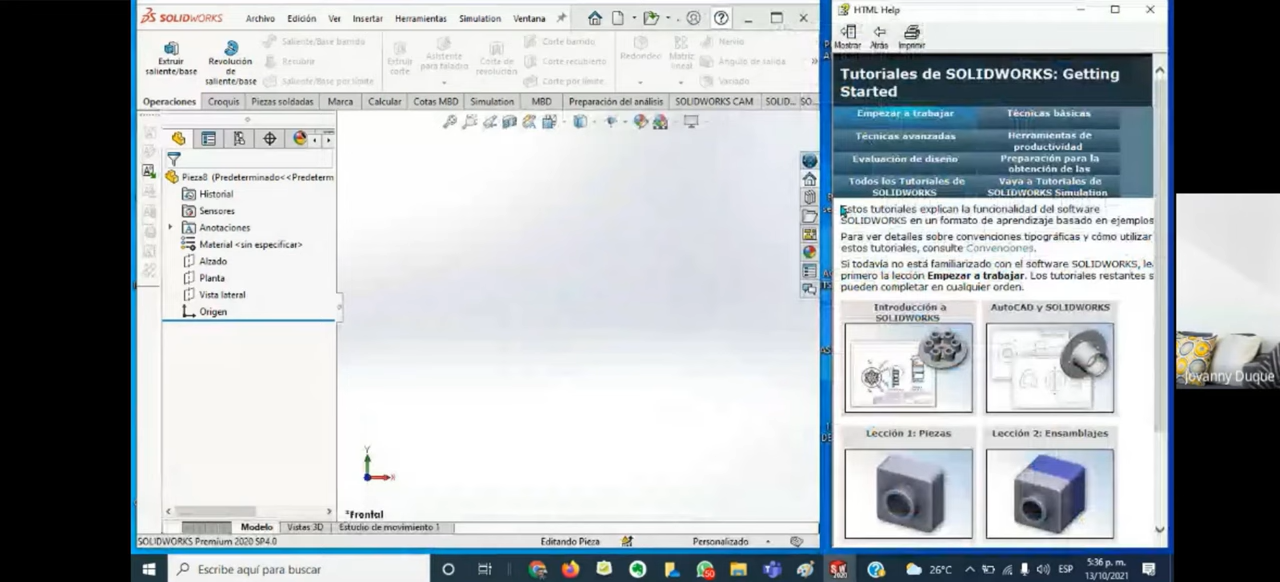 SOLIDWORKS
Archivo Edición Ver Insertar Herramientas Simulation Ventana
Extruir saliente/base
Revolución de saliente/base
Saliente/Base barrido
Recubrir
Saliente/Base por límite
Extruir corte
Asistente para taladro
Corte de revolución
Corte barrido
Corte recubierto
Corte por límite
Redondeo
Matriz lineal
Nervio
Ángulo de salida
Vaciado
Operaciones Croquis Piezas soldadas Marca Calcular Cotas MBD Simulation MBD Preparación del análisis SOLIDWORKS CAM SOLID... SO...
Pieza8 (Predeterminado<<Predeterm
Historial
Sensores
Anotaciones
Material <sin especificar>
Alzado
Planta
Vista lateral
Origen
Y
X
*Frontal
Modelo Vistas 3D Estudio de movimiento 1
SOLIDWORKS Premium 2020 SP4.0
Editando Pieza
Personalizado
HTML Help
Mostrar Atrás Imprimir
Tutoriales de SOLIDWORKS: Getting
Started
Empezar a trabajar
Técnicas básicas
Técnicas avanzadas
Herramientas de
productividad
Evaluación de diseño
Preparación para la
obtención de las
Todos los Tutoriales de
SOLIDWORKS
Vaya a Tutoriales de
SOLIDWORKS Simulation
Estos tutoriales explican la funcionalidad del software
SOLIDWORKS en un formato de aprendizaje basado en ejemplos
Para ver detalles sobre convenciones tipográficas y cómo utilizar
estos tutoriales, consulte Convenciones.
Si todavía no está familiarizado con el software SOLIDWORKS, le
primero la lección Empezar a trabajar. Los tutoriales restantes s
pueden completar en cualquier orden.
Introducción a
SOLIDWORKS
AutoCAD y SOLIDWORKS
Lección 1: Piezas
Lección 2: Ensamblajes
Jovanny Duque
Escribe aquí para buscar
26°C
ESP
5:36 p. m.
13/10/2021